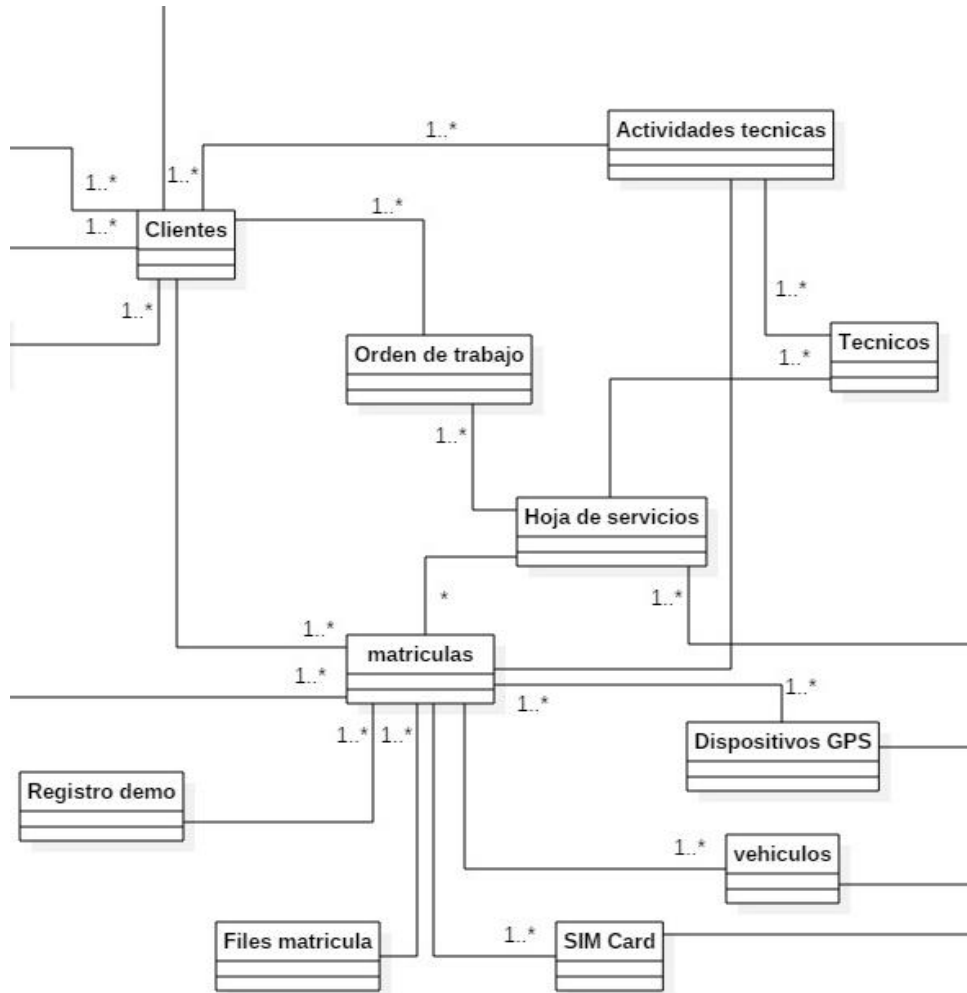 Actividades tecnicas
1..*
1..*
1..*
1..*
1..*
Clientes
1..*
1..*
1..*
Tecnicos
Orden de trabajo
1..*
1..*
Hoja de servicios
*
1..*
1..*
matriculas
1..*
1..*
1..*
1..*
1..*
Dispositivos GPS
Registro demo
1..*
vehiculos
Files matricula
1..*
SIM Card